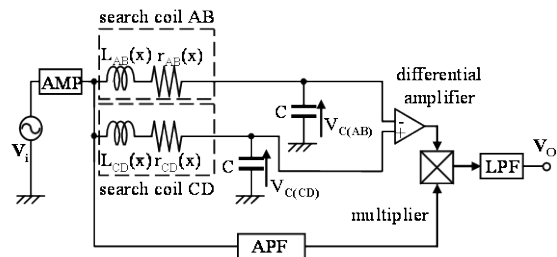 search coil AB
L_AB(x) r_AB(x)
AMP
V_i
C
V_C(AB)
differential
amplifier
-
+
L_CD(x) r_CD(x)
search coil CD
C
V_C(CD)
multiplier
LPF
V_O
APF